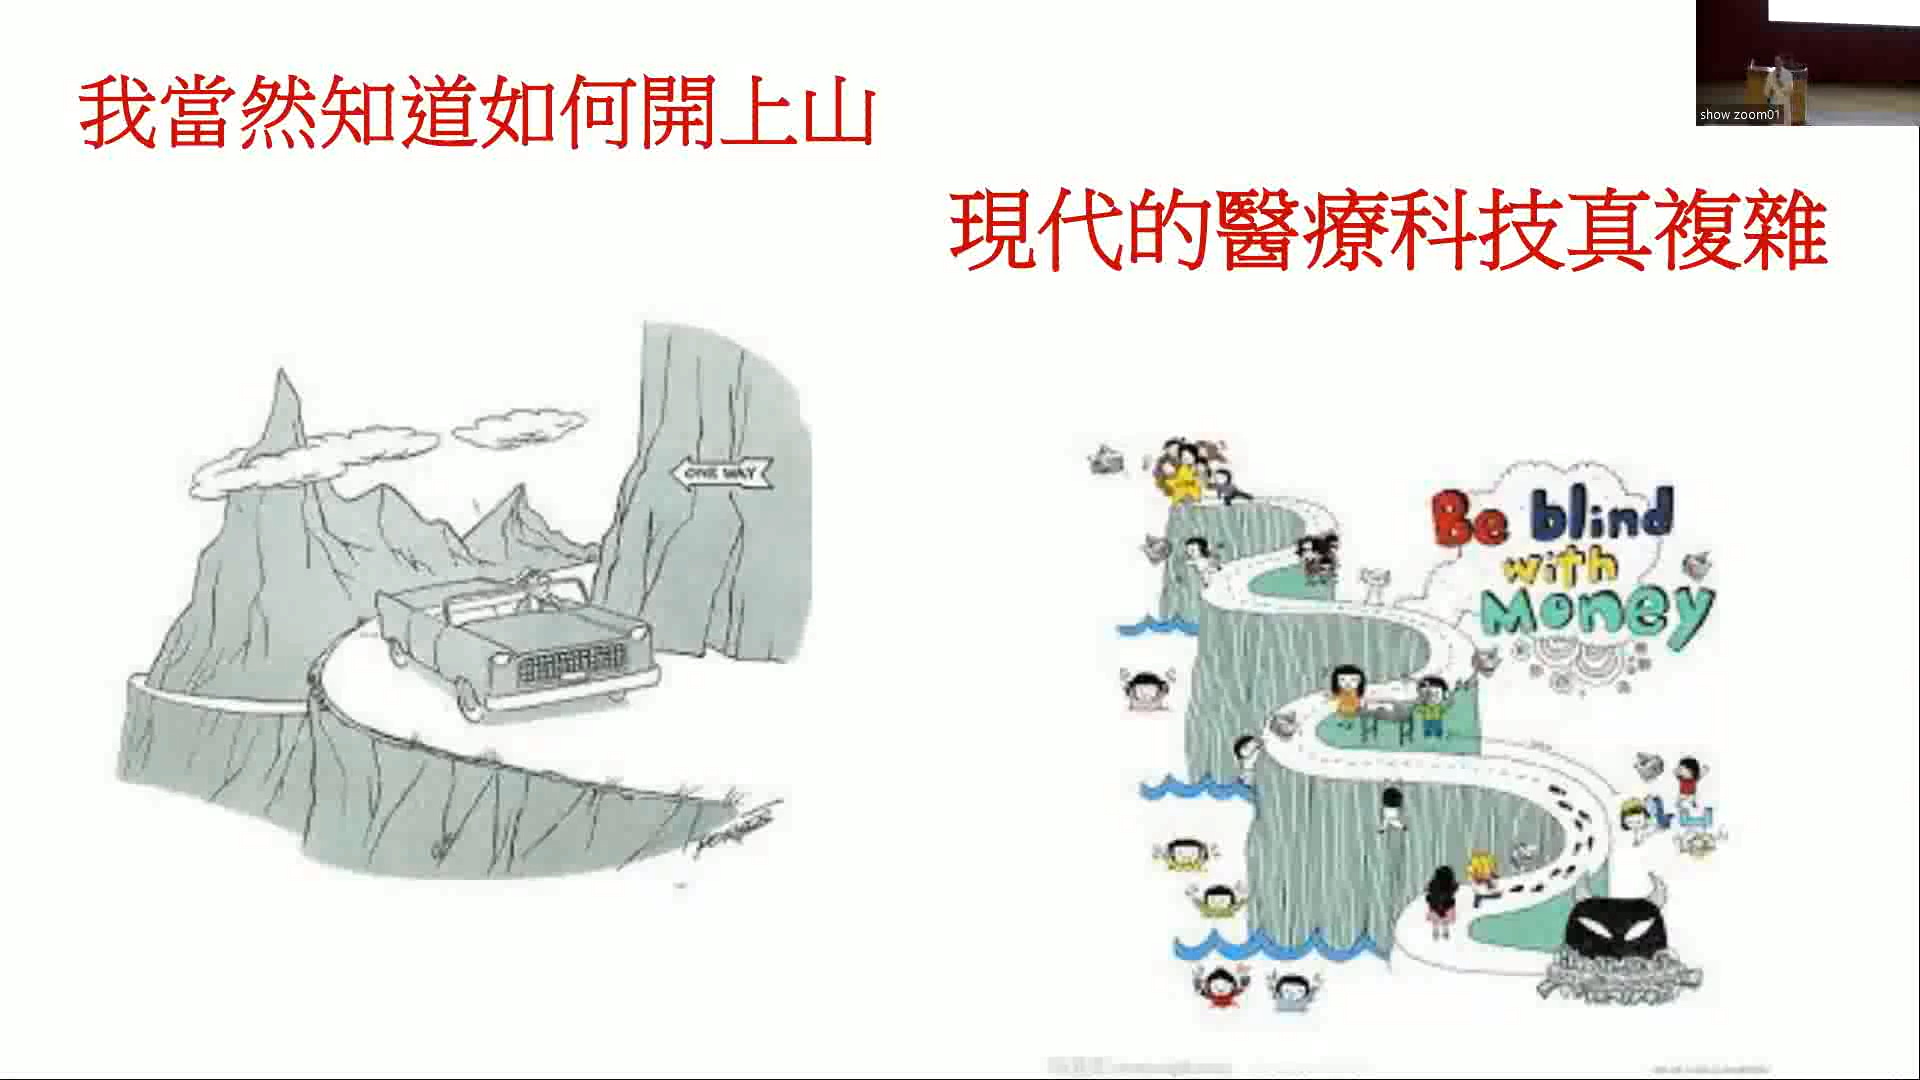 我當然知道如何開上山
show zoom01
現代的醫療科技真複雜
ONE WAY
Be blind
with
Money